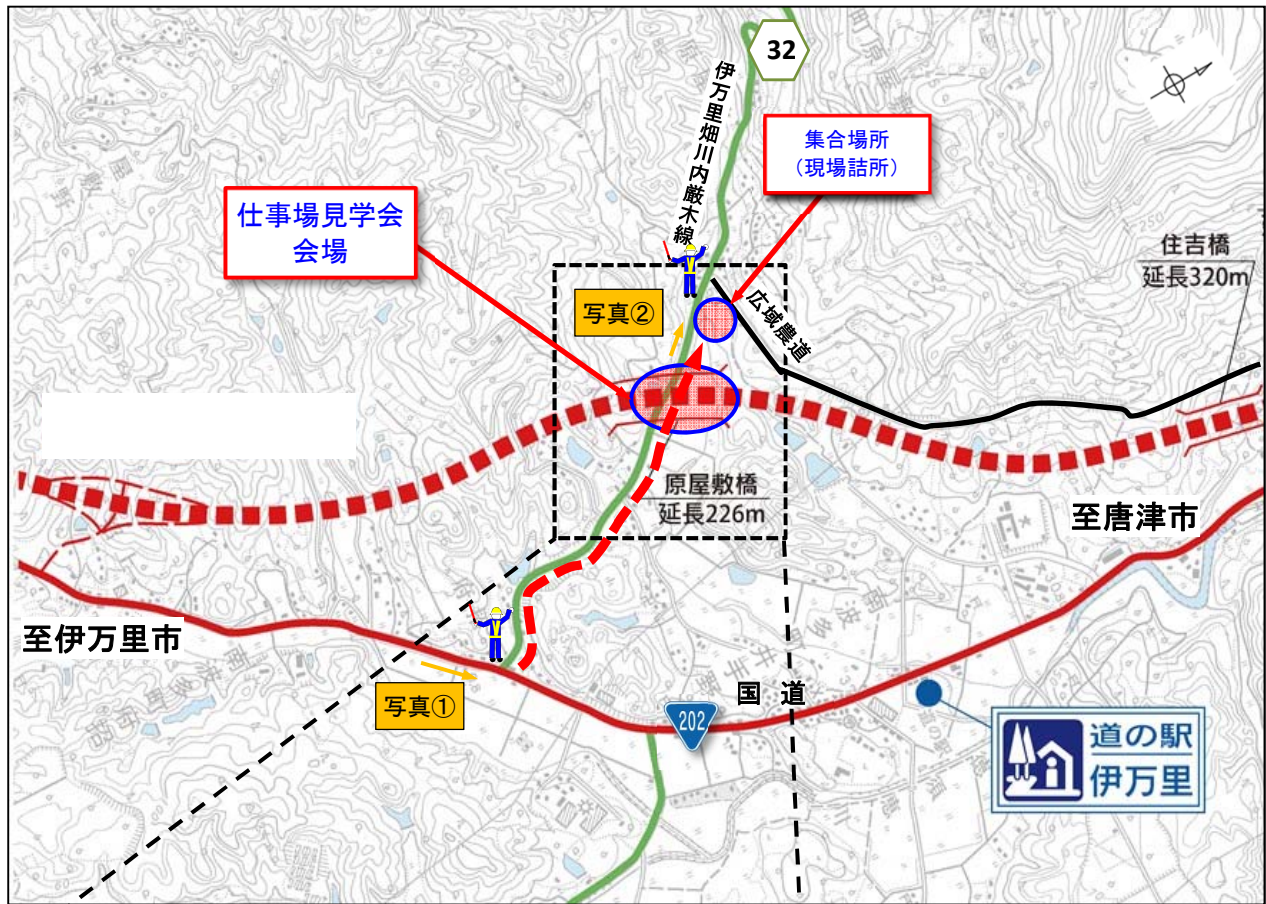 32
伊万里畑川内厳木線
集合場所
（現場詰所）
仕事場見学会
会場
住吉橋
延長320m
写真②
広域農道
原屋敷橋
延長226m
至唐津市
至伊万里市
国道
202
写真①
道の駅
伊万里